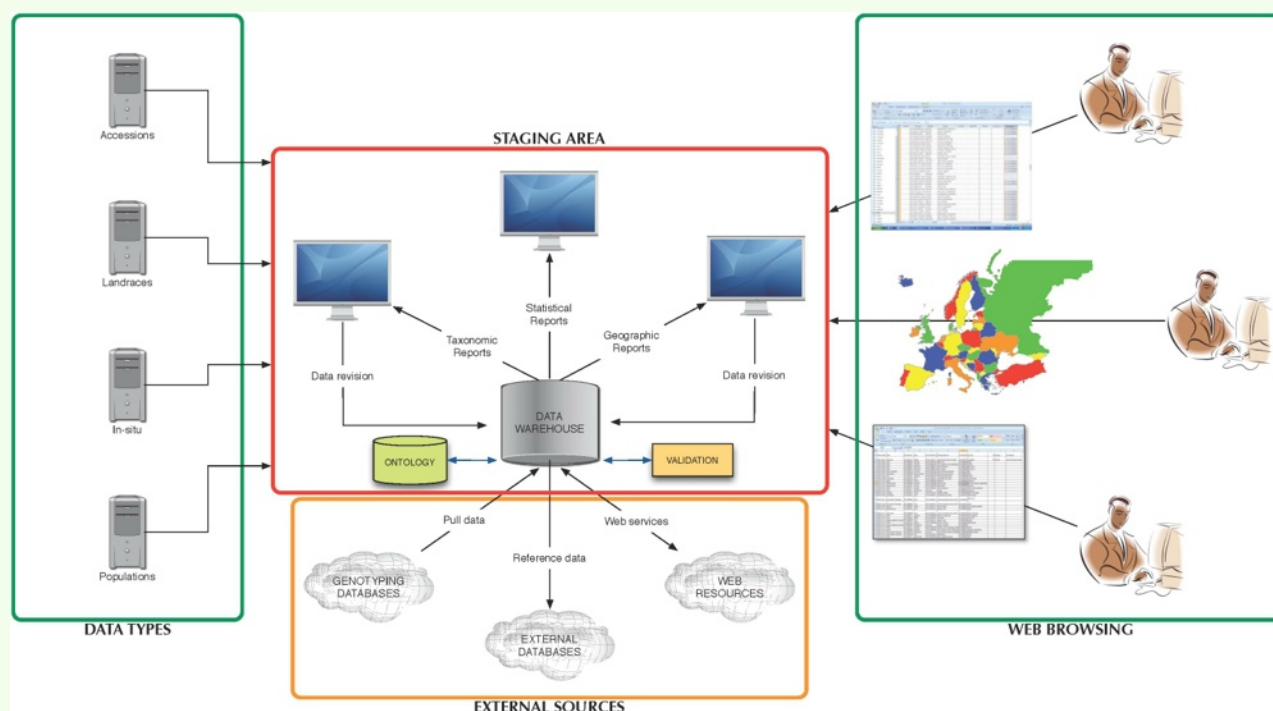 Accessions
Landraces
In-situ
Populations
DATA TYPES
STAGING AREA
Statistical
Reports
Taxonomic
Reports
Geographic
Reports
Data revision
Data revision
DATA
WAREHOUSE
ONTOLOGY
VALIDATION
Pull data
Web services
Reference data
GENOTYPING
DATABASES
WEB
RESOURCES
EXTERNAL
DATABASES
EXTERNAL SOURCES
WEB BROWSING